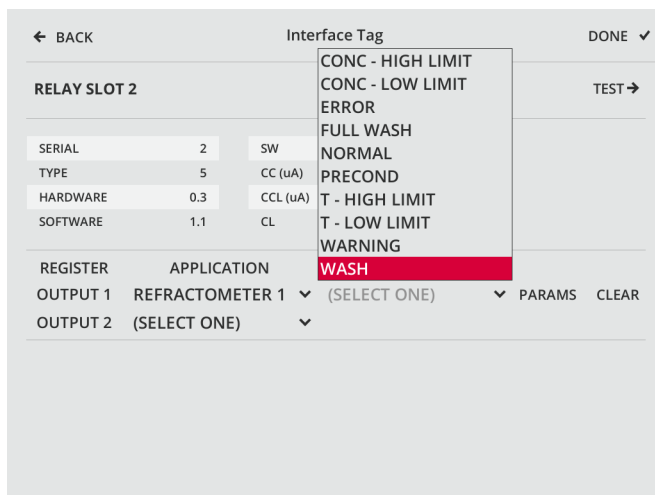 BACK Interface Tag DONE
CONC - HIGH LIMIT
RELAY SLOT 2 CONC - LOW LIMIT TEST
ERROR
FULL WASH
SERIAL 2 SW NORMAL
TYPE 5 CC (uA) PRECOND
HARDWARE 0.3 CCL (uA) T - HIGH LIMIT
SOFTWARE 1.1 CL T - LOW LIMIT
WARNING
REGISTER APPLICATION WASH
OUTPUT 1 REFRACTOMETER 1 (SELECT ONE) PARAMS CLEAR
OUTPUT 2 (SELECT ONE)